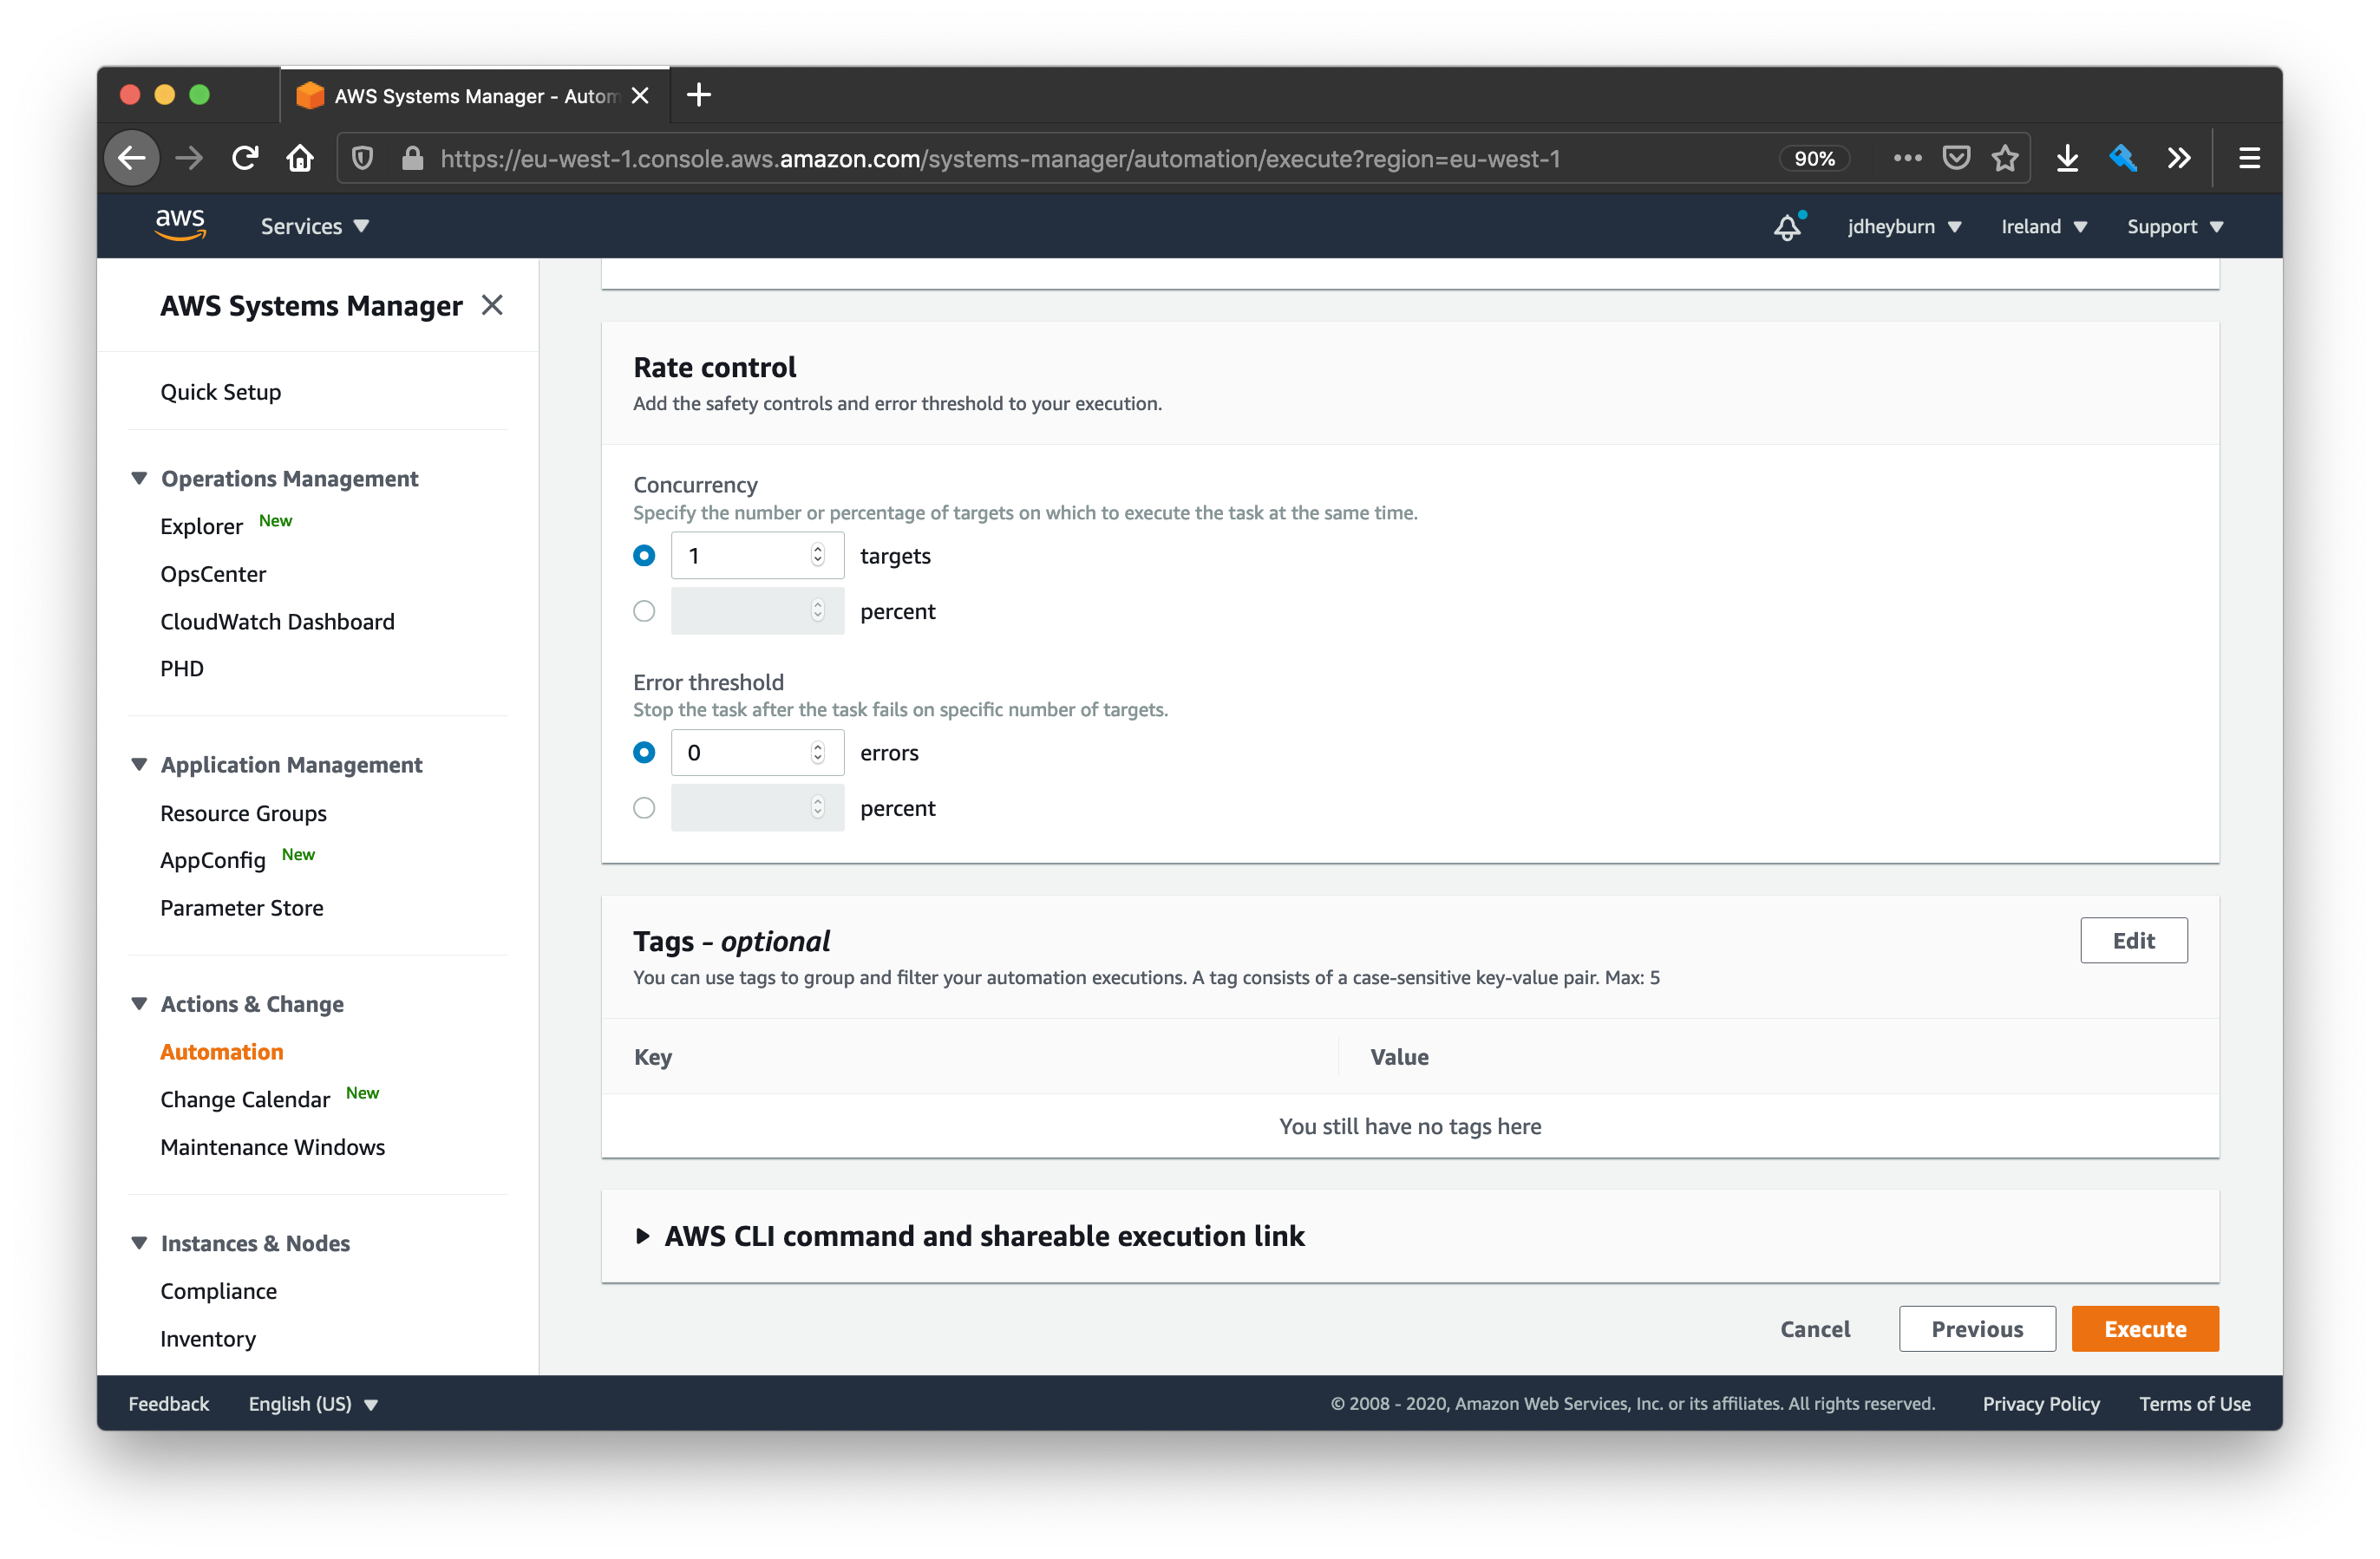 AWS Systems Manager - Autom
https://eu-west-1.console.aws.amazon.com/systems-manager/automation/execute?region=eu-west-1
90%
aws
Services
jdheyburn
Ireland
Support
AWS Systems Manager
Quick Setup
Operations Management
Explorer New
OpsCenter
CloudWatch Dashboard
PHD
Application Management
Resource Groups
AppConfig New
Parameter Store
Actions & Change
Automation
Change Calendar New
Maintenance Windows
Instances & Nodes
Compliance
Inventory
Rate control
Add the safety controls and error threshold to your execution.
Concurrency
Specify the number or percentage of targets on which to execute the task at the same time.
1 targets
percent
Error threshold
Stop the task after the task fails on specific number of targets.
0 errors
percent
Tags - optional
Edit
You can use tags to group and filter your automation executions. A tag consists of a case-sensitive key-value pair. Max: 5
Key Value
You still have no tags here
AWS CLI command and shareable execution link
Cancel Previous Execute
Feedback English (US) © 2008 - 2020, Amazon Web Services, Inc. or its affiliates. All rights reserved. Privacy Policy Terms of Use